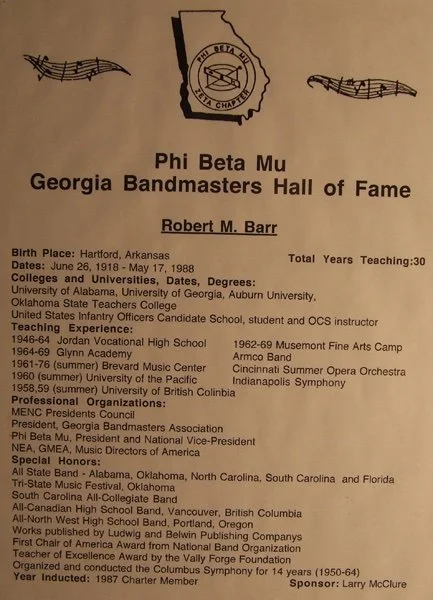 PHI BETA MU
ZETA CHAPTER
Phi Beta Mu
Georgia Bandmasters Hall of Fame
Robert M. Barr
Birth Place: Hartford, Arkansas Total Years Teaching:30
Dates: June 26, 1918 - May 17, 1988
Colleges and Universities, Dates, Degrees:
University of Alabama, University of Georgia, Auburn University,
Oklahoma State Teachers College
United States Infantry Officers Candidate School, student and OCS instructor
Teaching Experience:
1946-64 Jordan Vocational High School 1962-69 Musemont Fine Arts Camp
1964-69 Glynn Academy Armco Band
1961-76 (summer) Brevard Music Center Cincinnati Summer Opera Orchestra
1960 (summer) University of the Pacific Indianapolis Symphony
1958,59 (summer) University of British Colinbia
Professional Organizations:
MENC Presidents Council
President, Georgia Bandmasters Association
Phi Beta Mu, President and National Vice-President
NEA, GMEA, Music Directors of America
Special Honors:
All State Band - Alabama, Oklahoma, North Carolina, South Carolina and Florida
Tri-State Music Festival, Oklahoma
South Carolina All-Collegiate Band
All-Canadian High School Band, Vancouver, British Columbia
All-North West High School Band, Portland, Oregon
Works published by Ludwig and Belwin Publishing Companys
First Chair of America Award from National Band Organization
Teacher of Excellence Award by the Vally Forge Foundation
Organized and conducted the Columbus Symphony for 14 years (1950-64)
Year Inducted: 1987 Charter Member Sponsor: Larry McClure